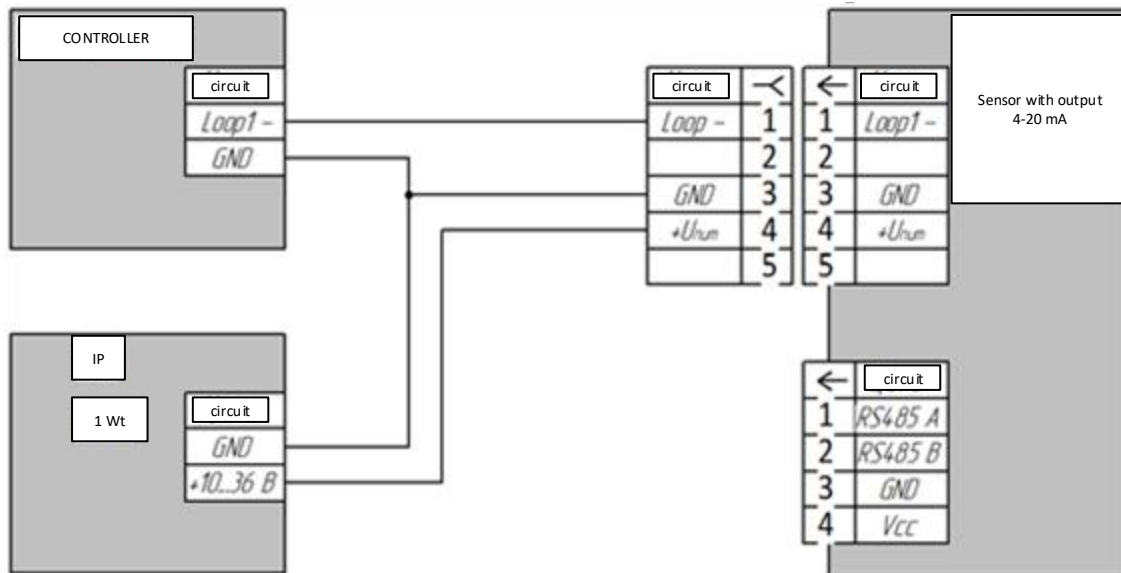 CONTROLLER
circuit
Loop1 -
GND
circuit
Loop - 1
2
GND 3
+Uпит 4
5
circuit
1 Loop1 -
2
3 GND
4 +Uпит
5
Sensor with output
4-20 mA
IP
1 Wt
circuit
GND
+10...36 В
circuit
1 RS485 A
2 RS485 B
3 GND
4 Vcc